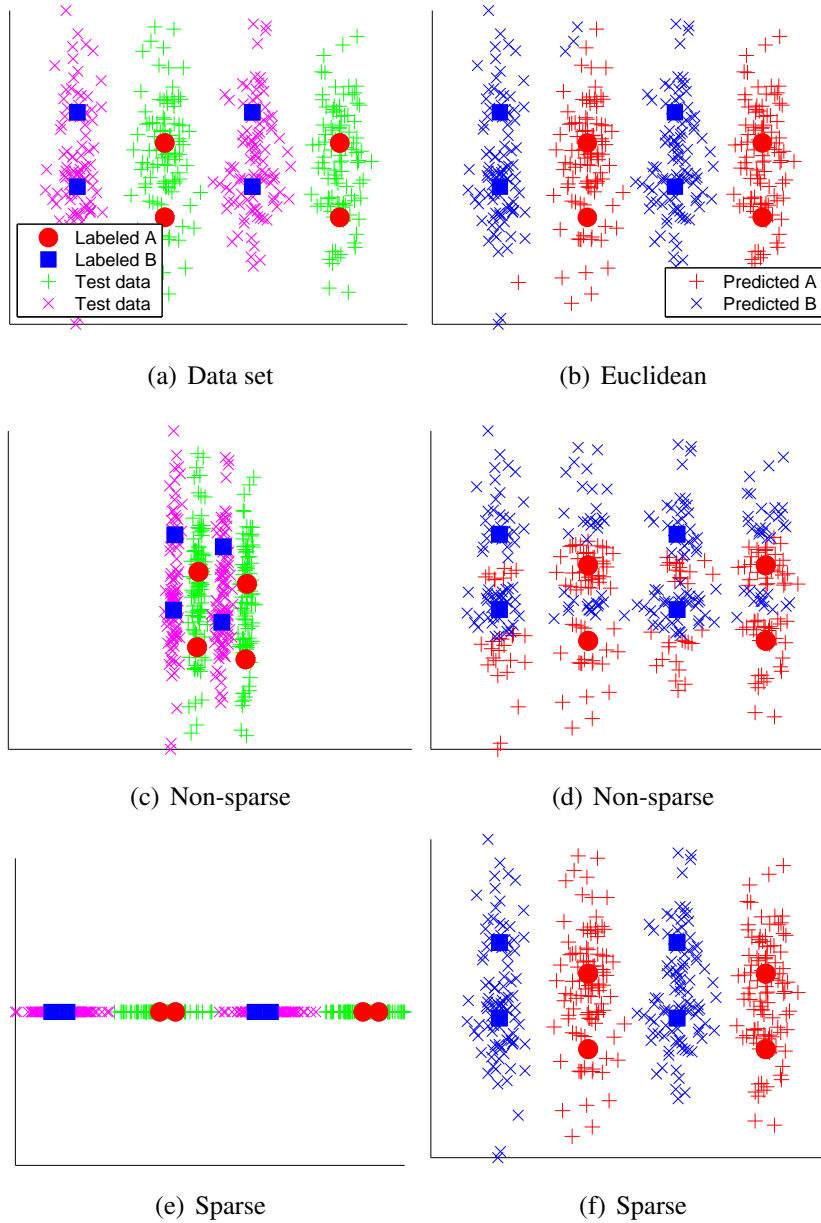 Labeled A
Labeled B
Test data
Test data
Predicted A
Predicted B
(a) Data set
(b) Euclidean
(c) Non-sparse
(d) Non-sparse
(e) Sparse
(f) Sparse